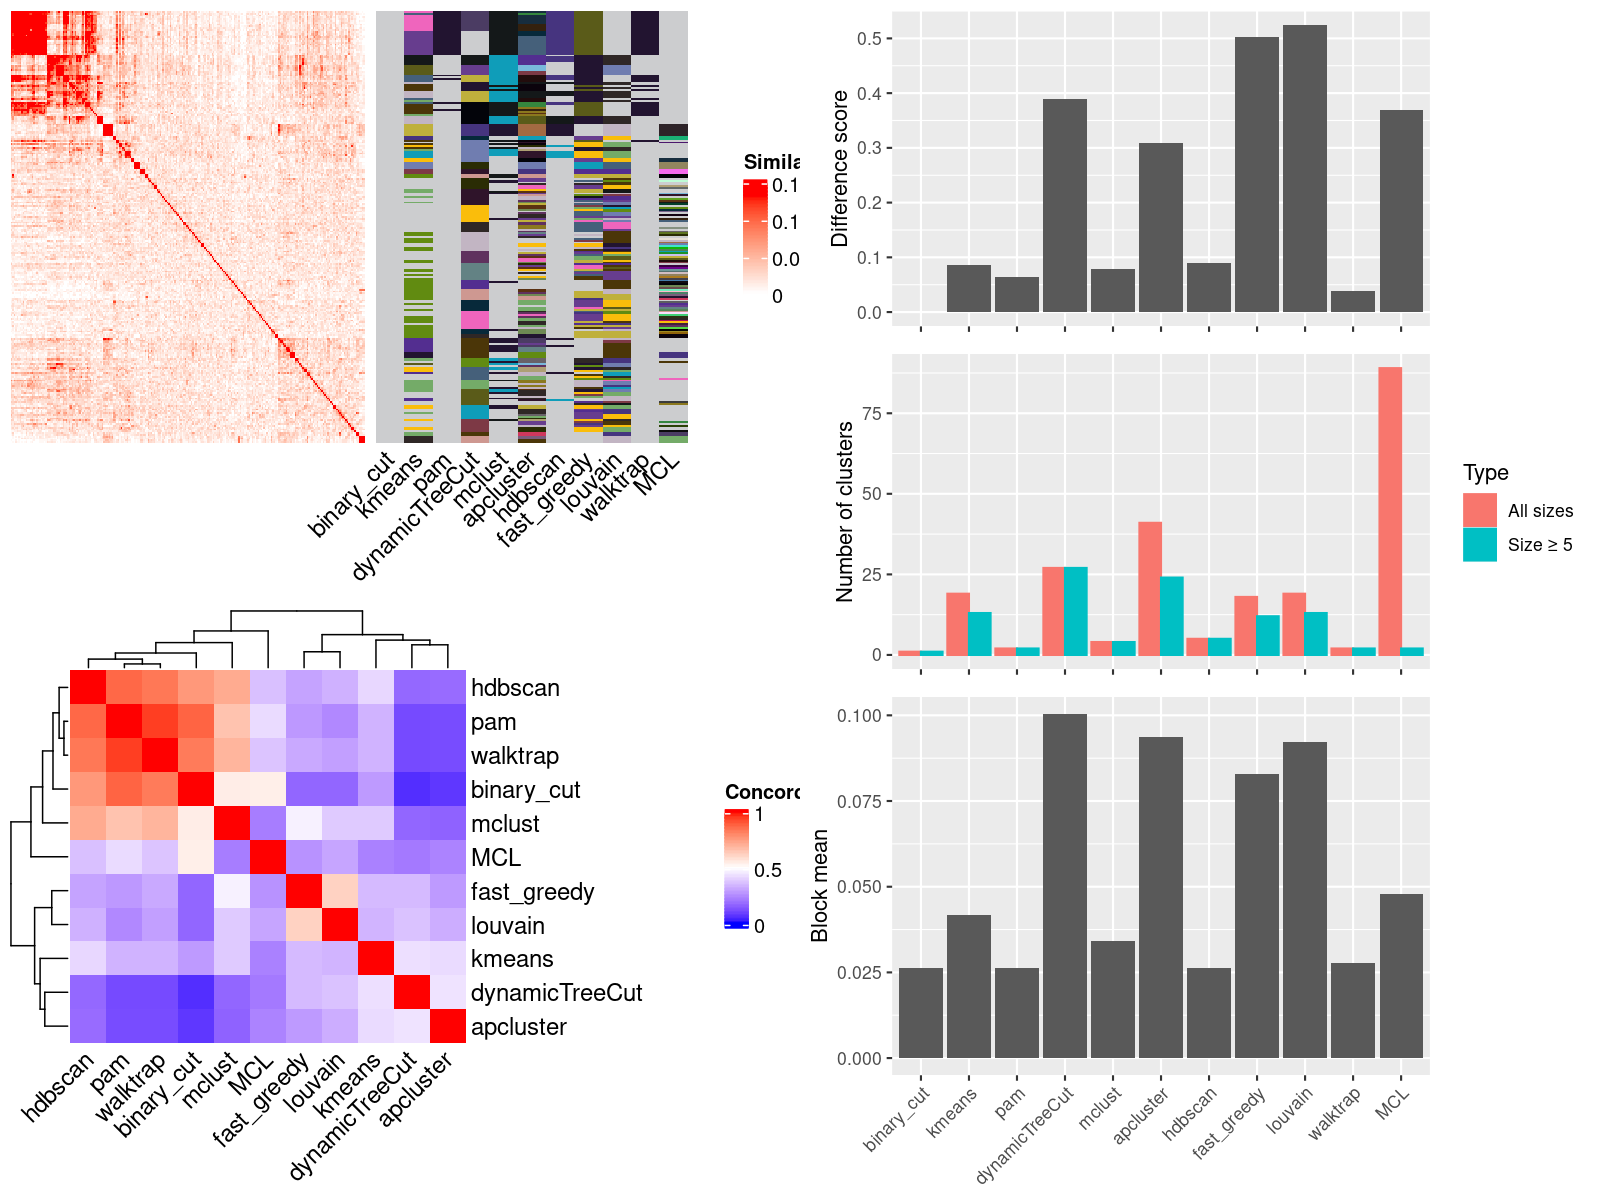 Simila
0.1
0.1
0.0
0
binary_cut
kmeans
pam
dynamicTreeCut
mclust
apcluster
hdbscan
fast_greedy
louvain
walktrap
MCL
hdbscan
pam
walktrap
binary_cut
mclust
MCL
fast_greedy
louvain
kmeans
dynamicTreeCut
apcluster
hdbscan
pam
walktrap
binary_cut
mclust
MCL
fast_greedy
louvain
kmeans
dynamicTreeCut
apcluster
Concord
1
0.5
0
Difference score
0.5
0.4
0.3
0.2
0.1
0.0
Number of clusters
75
50
25
0
Type
All sizes
Size ≥ 5
Block mean
0.100
0.075
0.050
0.025
0.000
binary_cut
kmeans
pam
dynamicTreeCut
mclust
apcluster
hdbscan
fast_greedy
louvain
walktrap
MCL